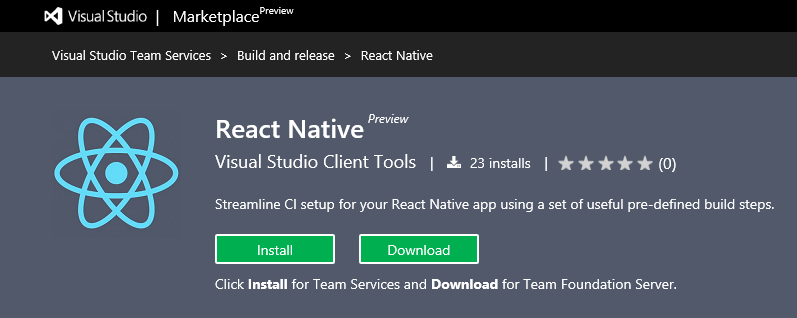 Visual Studio | Marketplace Preview
Visual Studio Team Services > Build and release > React Native
React Native Preview
Visual Studio Client Tools | 23 installs | (0)
Streamline CI setup for your React Native app using a set of useful pre-defined build steps.
Install Download
Click Install for Team Services and Download for Team Foundation Server.